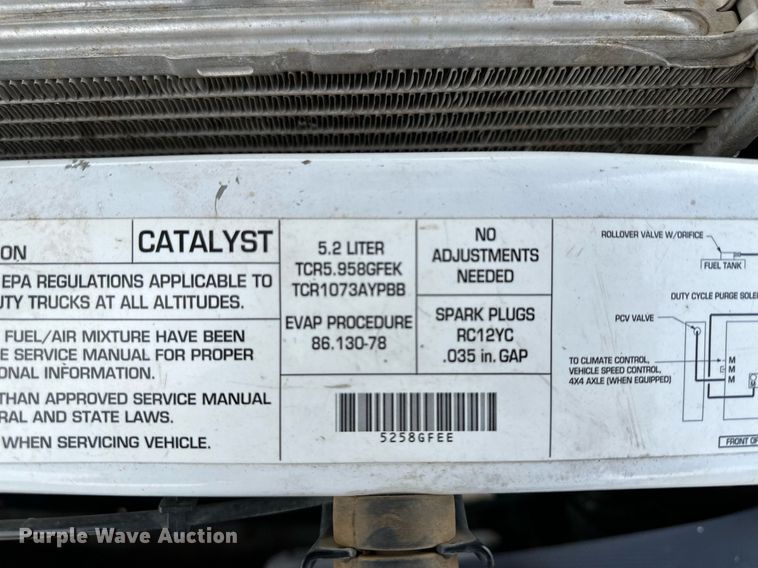 ON
CATALYST
EPA REGULATIONS APPLICABLE TO
UTY TRUCKS AT ALL ALTITUDES.
FUEL/AIR MIXTURE HAVE BEEN
E SERVICE MANUAL FOR PROPER
ONAL INFORMATION.
THAN APPROVED SERVICE MANUAL
ERAL AND STATE LAWS.
WHEN SERVICING VEHICLE.
5.2 LITER
TCR5.958GFEK
TCR1073AYPBB
EVAP PROCEDURE
86.130-78
NO
ADJUSTMENTS
NEEDED
SPARK PLUGS
RC12YC
.035 in. GAP
5258GFEE
ROLLOVER VALVE W/ORIFICE
FUEL TANK
DUTY CYCLE PURGE SOLE
PCV VALVE
TO CLIMATE CONTROL,
VEHICLE SPEED CONTROL,
4X4 AXLE (WHEN EQUIPPED)
M
M
M
FRONT OF
Purple Wave Auction